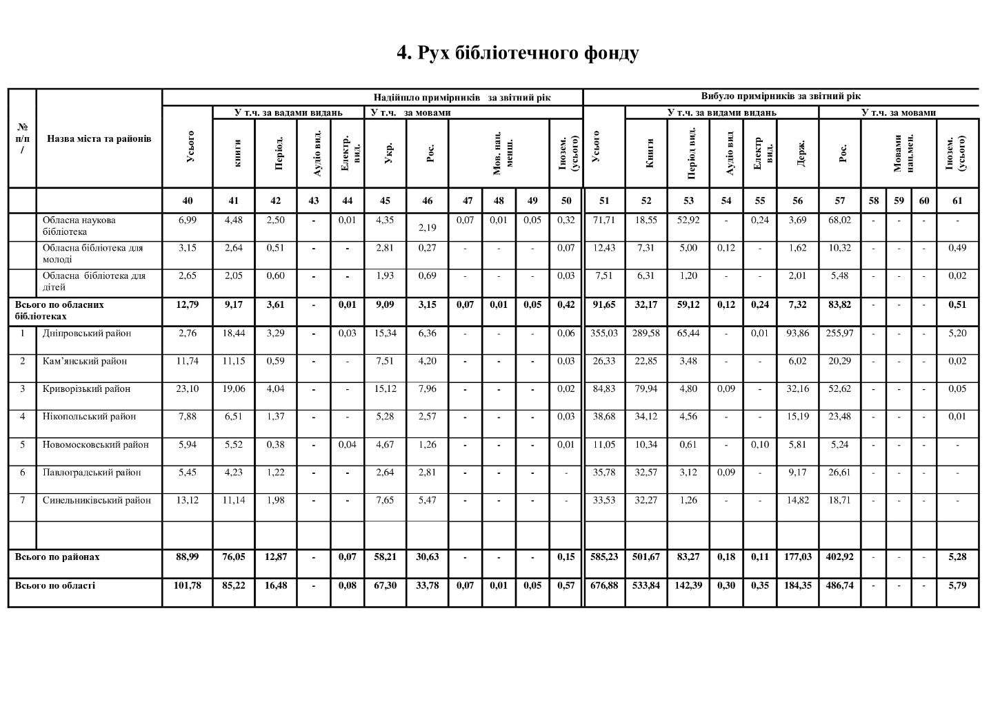 4. Рух бібліотечного фонду
№ п/п / Назва міста та районів Надійшло примірників за звітний рік Вибуло примірників за звітний рік
Усього У т.ч. за вадами видань У т.ч. за мовами Усього У т.ч. за видами видань У т.ч. за мовами
книги Період. Аудіо вид. Електр. вид. Укр. Рос. Мов. нац. менш. Інозем. (усього) Книги Період вид. Аудіо вид Електр вид. Держ. Рос. Мовами нац.мен. Інозем. (усього)
40 41 42 43 44 45 46 47 48 49 50 51 52 53 54 55 56 57 58 59 60 61
Обласна наукова бібліотека 6,99 4,48 2,50 - 0,01 4,35 2,19 0,07 0,01 0,05 0,32 71,71 18,55 52,92 - 0,24 3,69 68,02 - - - -
Обласна бібліотека для молоді 3,15 2,64 0,51 - - 2,81 0,27 - - - 0,07 12,43 7,31 5,00 0,12 - 1,62 10,32 - - - 0,49
Обласна бібліотека для дітей 2,65 2,05 0,60 - - 1,93 0,69 - - - 0,03 7,51 6,31 1,20 - - 2,01 5,48 - - - 0,02
Всього по обласних бібліотеках 12,79 9,17 3,61 - 0,01 9,09 3,15 0,07 0,01 0,05 0,42 91,65 32,17 59,12 0,12 0,24 7,32 83,82 - - - 0,51
1 Дніпровський район 2,76 18,44 3,29 - 0,03 15,34 6,36 - - - 0,06 355,03 289,58 65,44 - 0,01 93,86 255,97 - - - 5,20
2 Кам’янський район 11,74 11,15 0,59 - - 7,51 4,20 - - - 0,03 26,33 22,85 3,48 - - 6,02 20,29 - - - 0,02
3 Криворізький район 23,10 19,06 4,04 - - 15,12 7,96 - - - 0,02 84,83 79,94 4,80 0,09 - 32,16 52,62 - - - 0,05
4 Нікопольський район 7,88 6,51 1,37 - - 5,28 2,57 - - - 0,03 38,68 34,12 4,56 - - 15,19 23,48 - - - 0,01
5 Новомосковський район 5,94 5,52 0,38 - 0,04 4,67 1,26 - - - 0,01 11,05 10,34 0,61 - 0,10 5,81 5,24 - - - -
6 Павлоградський район 5,45 4,23 1,22 - - 2,64 2,81 - - - - 35,78 32,57 3,12 0,09 - 9,17 26,61 - - - -
7 Синельниківський район 13,12 11,14 1,98 - - 7,65 5,47 - - - - 33,53 32,27 1,26 - - 14,82 18,71 - - - -
Всього по районах 88,99 76,05 12,87 - 0,07 58,21 30,63 - - - 0,15 585,23 501,67 83,27 0,18 0,11 177,03 402,92 - - - 5,28
Всього по області 101,78 85,22 16,48 - 0,08 67,30 33,78 0,07 0,01 0,05 0,57 676,88 533,84 142,39 0,30 0,35 184,35 486,74 - - - 5,79